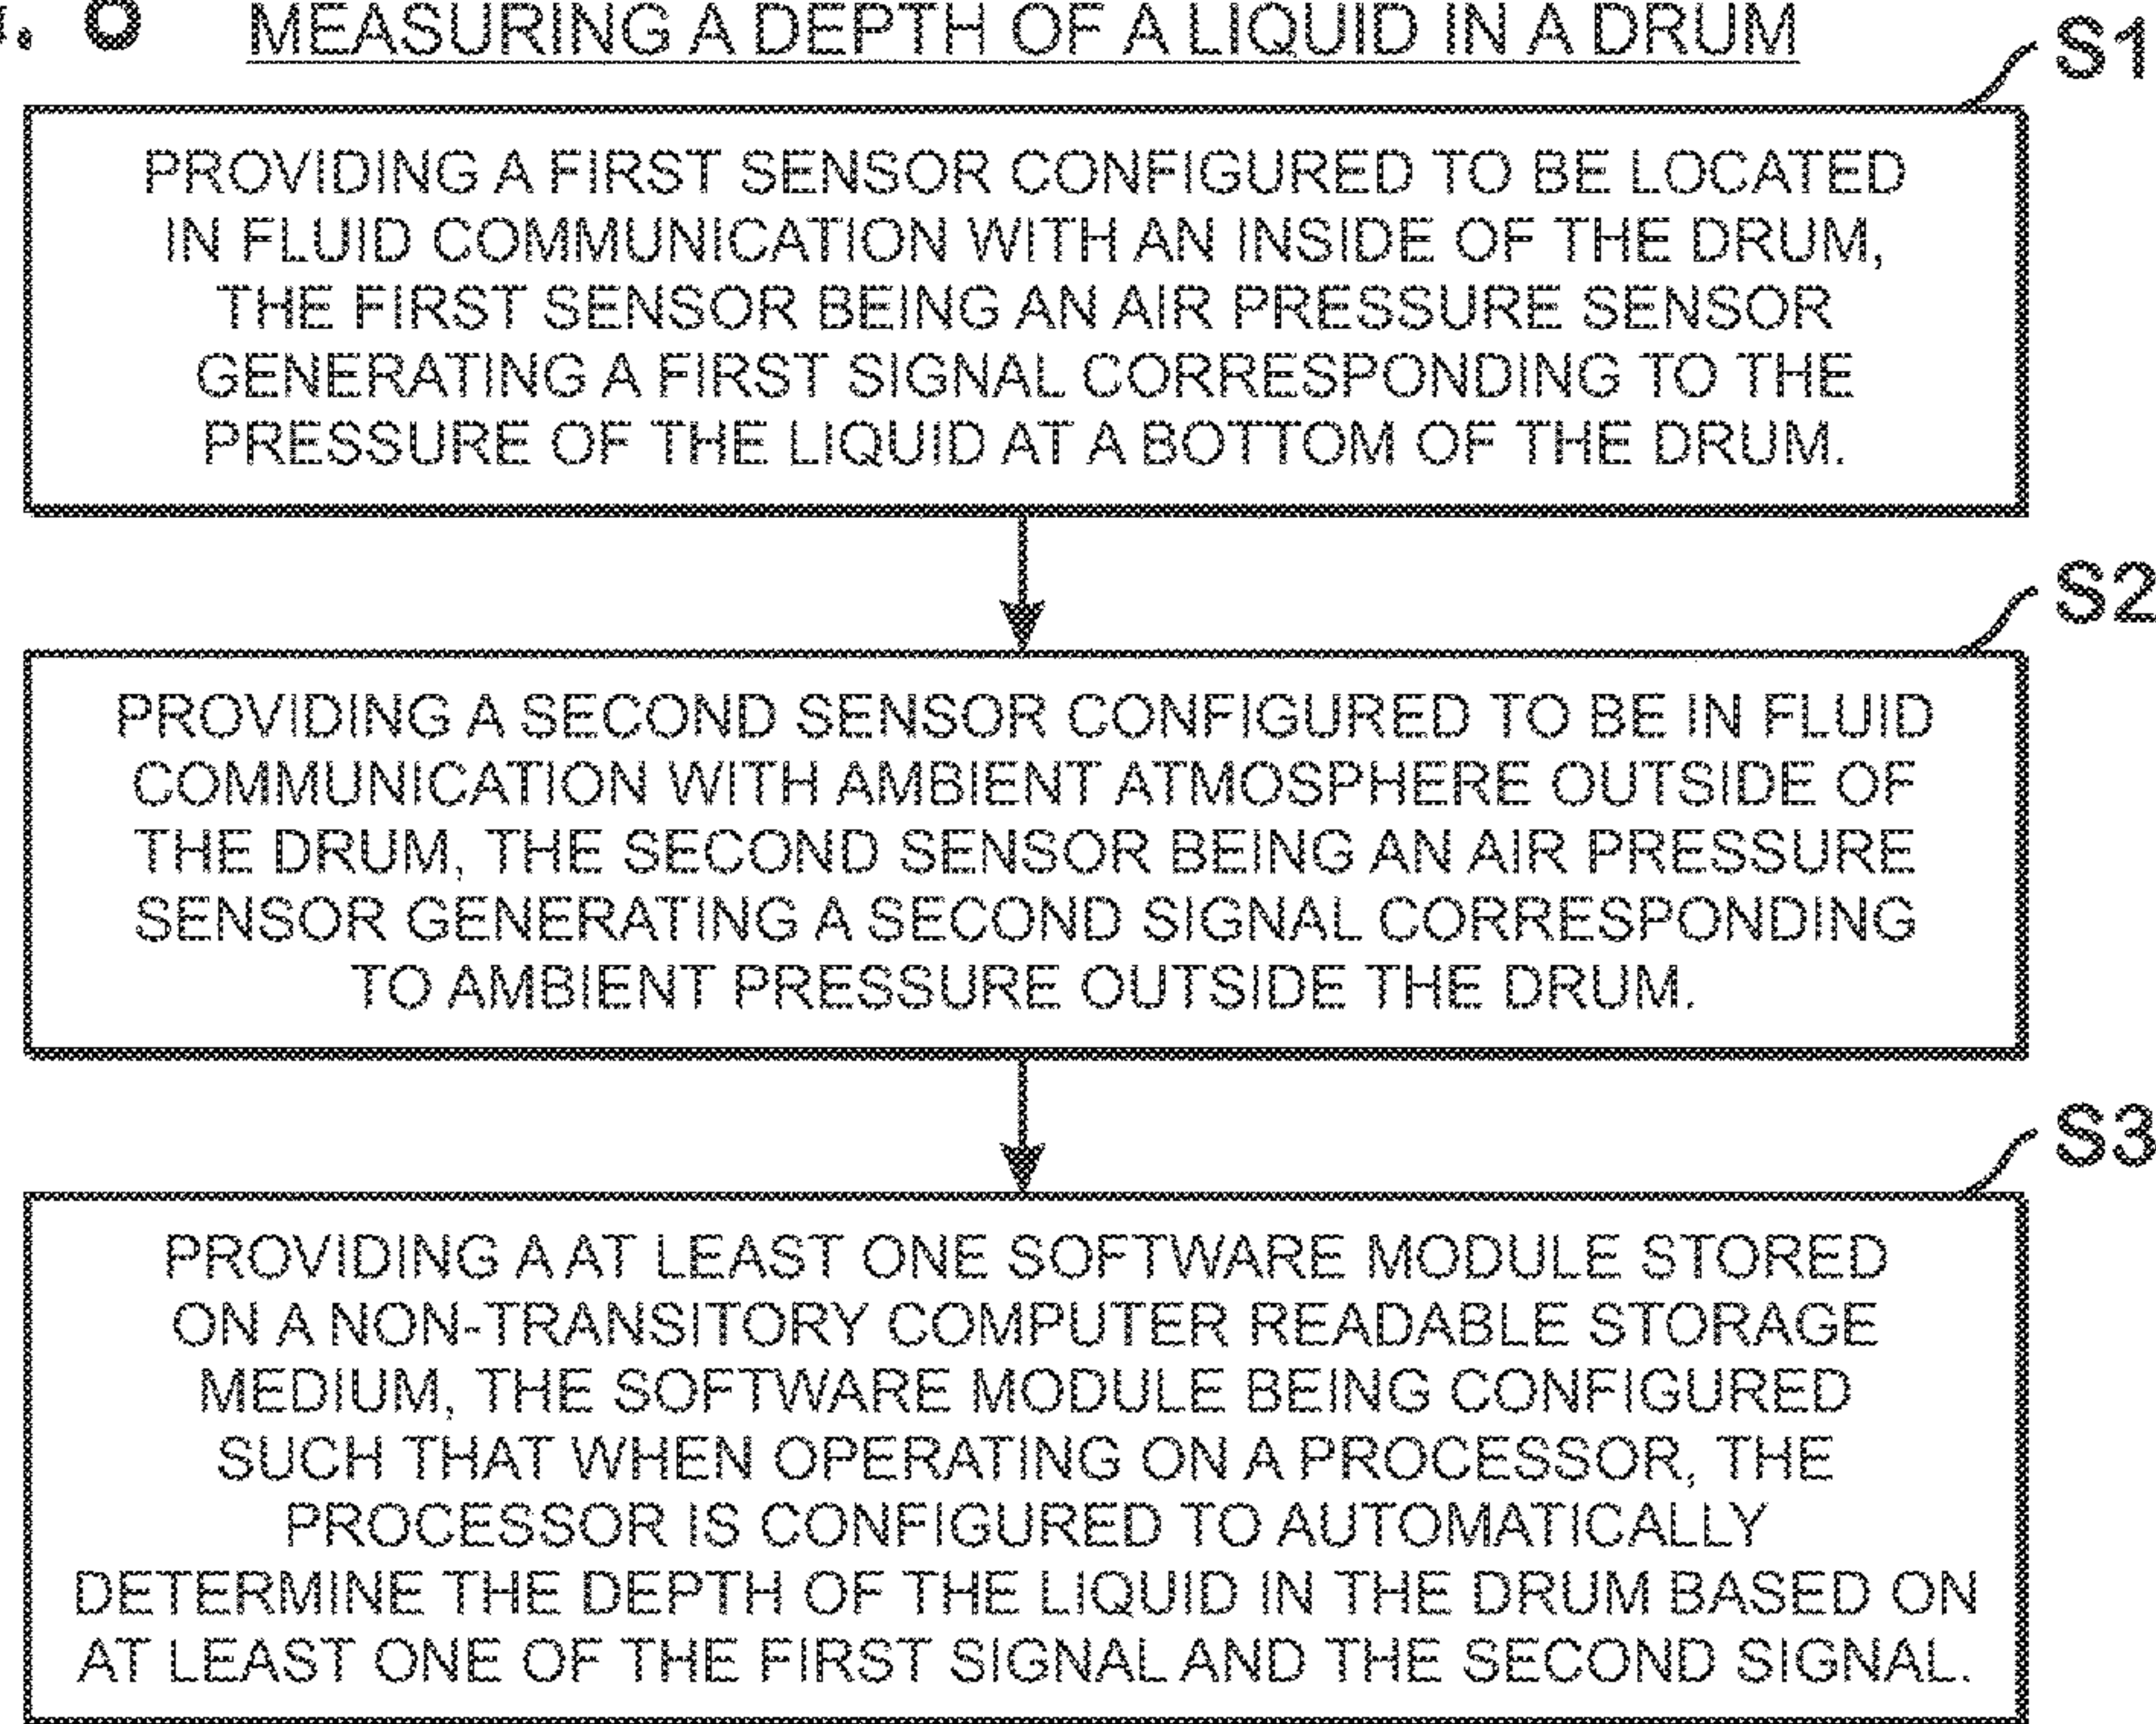 MEASURING A DEPTH OF A LIQUID IN A DRUM
S1
PROVIDING A FIRST SENSOR CONFIGURED TO BE LOCATED
IN FLUID COMMUNICATION WITH AN INSIDE OF THE DRUM,
THE FIRST SENSOR BEING AN AIR PRESSURE SENSOR
GENERATING A FIRST SIGNAL CORRESPONDING TO THE
PRESSURE OF THE LIQUID AT A BOTTOM OF THE DRUM.
S2
PROVIDING A SECOND SENSOR CONFIGURED TO BE IN FLUID
COMMUNICATION WITH AMBIENT ATMOSPHERE OUTSIDE OF
THE DRUM, THE SECOND SENSOR BEING AN AIR PRESSURE
SENSOR GENERATING A SECOND SIGNAL CORRESPONDING
TO AMBIENT PRESSURE OUTSIDE THE DRUM.
S3
PROVIDING A AT LEAST ONE SOFTWARE MODULE STORED
ON A NON-TRANSITORY COMPUTER READABLE STORAGE
MEDIUM, THE SOFTWARE MODULE BEING CONFIGURED
SUCH THAT WHEN OPERATING ON A PROCESSOR, THE
PROCESSOR IS CONFIGURED TO AUTOMATICALLY
DETERMINE THE DEPTH OF THE LIQUID IN THE DRUM BASED ON
AT LEAST ONE OF THE FIRST SIGNAL AND THE SECOND SIGNAL.